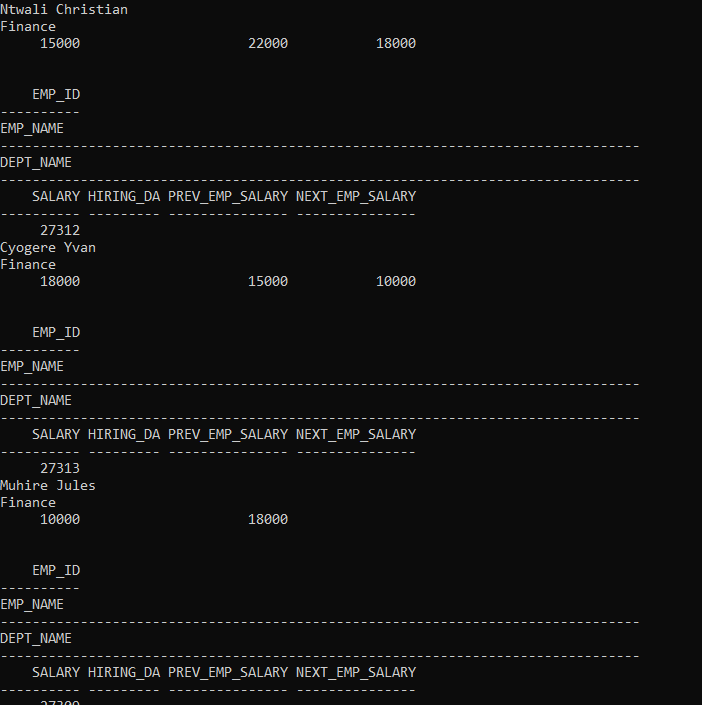 Ntwali Christian
Finance
     15000                     22000           18000
    EMP_ID
----------
EMP_NAME
--------------------------------------------------------------------------------
DEPT_NAME
--------------------------------------------------------------------------------
    SALARY HIRING_DA PREV_EMP_SALARY NEXT_EMP_SALARY
---------- --------- --------------- ---------------
     27312
Cyogere Yvan
Finance
     18000                     15000           10000
    EMP_ID
----------
EMP_NAME
--------------------------------------------------------------------------------
DEPT_NAME
--------------------------------------------------------------------------------
    SALARY HIRING_DA PREV_EMP_SALARY NEXT_EMP_SALARY
---------- --------- --------------- ---------------
     27313
Muhire Jules
Finance
     10000                     18000
    EMP_ID
----------
EMP_NAME
--------------------------------------------------------------------------------
DEPT_NAME
--------------------------------------------------------------------------------
    SALARY HIRING_DA PREV_EMP_SALARY NEXT_EMP_SALARY
---------- --------- --------------- ---------------